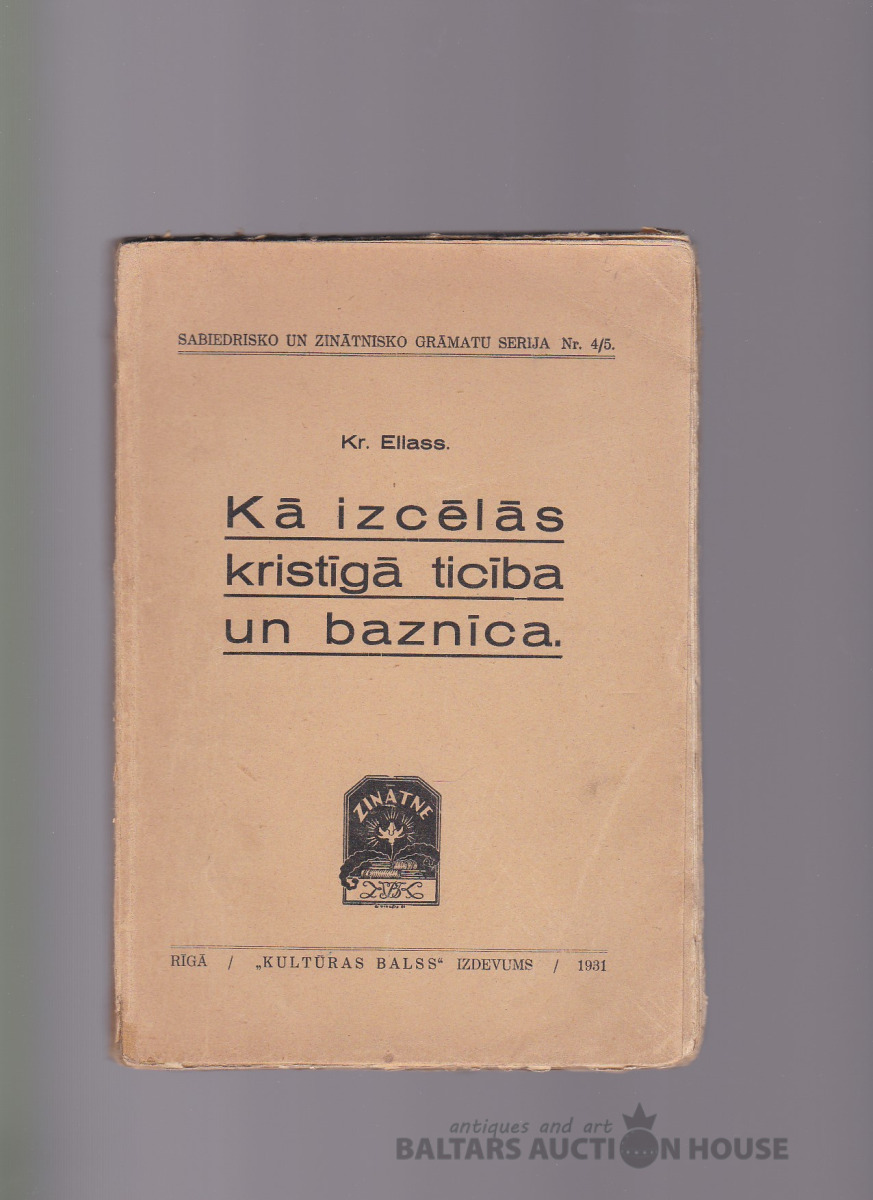 SABIEDRISKO UN ZINĀTNISKO GRĀMATU SERIJA Nr. 4/5.
Kr. Ellass.
Kā izcēlās
kristīgā ticība
un baznīca.
ZINĀTNE
RĪGĀ / „KULTŪRAS BALSS“ IZDEVUMS / 1931
antiques and art
BALTARS AUCTION HOUSE